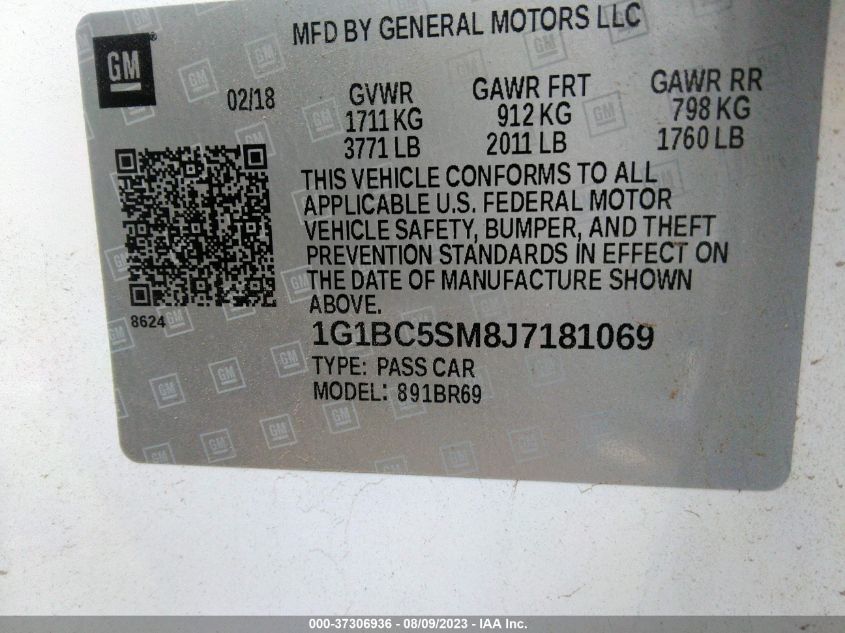 MFD BY GENERAL MOTORS LLC
GM
02/18
GVWR GAWR FRT GAWR RR
1711 KG 912 KG 798 KG
3771 LB 2011 LB 1760 LB
THIS VEHICLE CONFORMS TO ALL
APPLICABLE U.S. FEDERAL MOTOR
VEHICLE SAFETY, BUMPER, AND THEFT
PREVENTION STANDARDS IN EFFECT ON
THE DATE OF MANUFACTURE SHOWN
ABOVE.
8624
1G1BC5SM8J7181069
TYPE: PASS CAR
MODEL: 891BR69
000-37306936 - 08/09/2023 - IAA Inc.